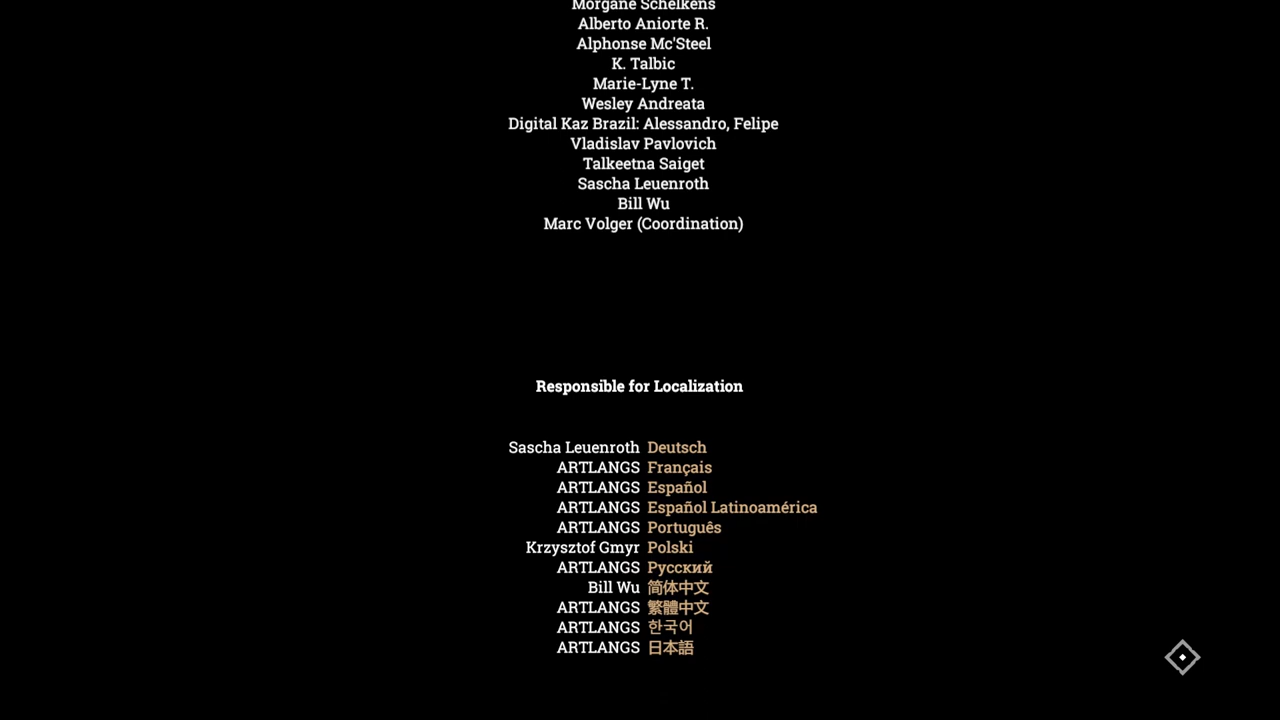 Morgane Schelkens
Alberto Aniorte R.
Alphonse Mc'Steel
K. Talbic
Marie-Lyne T.
Wesley Andreata
Digital Kaz Brazil: Alessandro, Felipe
Vladislav Pavlovich
Talkeetna Saiget
Sascha Leuenroth
Bill Wu
Marc Volger (Coordination)
Responsible for Localization
Sascha Leuenroth Deutsch
ARTLANGS Français
ARTLANGS Español
ARTLANGS Español Latinoamérica
ARTLANGS Português
Krzysztof Gmyr Polski
ARTLANGS Русский
Bill Wu 简体中文
ARTLANGS 繁體中文
ARTLANGS 한국어
ARTLANGS 日本語